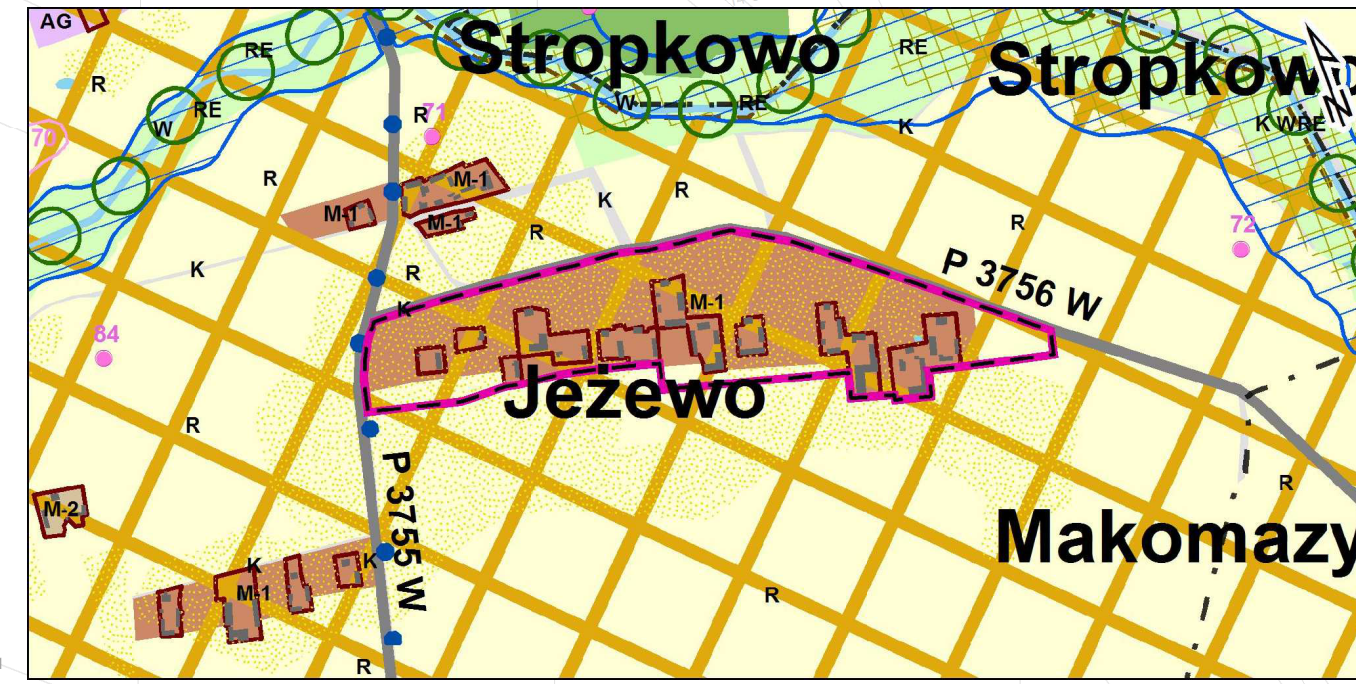 AG
Stropkowo
RE
RE
Stropkowo
R
RE
W
RE
R
71
W
K
K WRE
70
R
M-1
R
K
M-1
M-1
R
R
72
K
R
P 3756 W
K
M-1
84
Jeżewo
R
P 3755 W
M-2
R
Makomazy
K
K
M-1
R
R